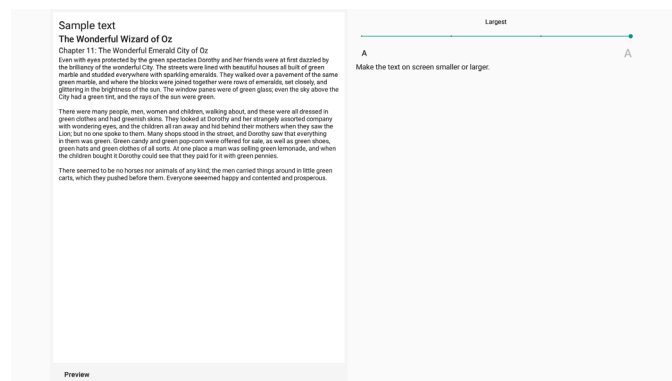 Sample text
The Wonderful Wizard of Oz
Chapter 11: The Wonderful Emerald City of Oz
Even with eyes protected by the green spectacles Dorothy and her friends were at first dazzled by
the brilliancy of the wonderful City. The streets were lined with beautiful houses all built of green
marble and studded everywhere with sparkling emeralds. They walked over a pavement of the same
green marble, and where the blocks were joined together were rows of emeralds, set closely, and
glittering in the brightness of the sun. The window panes were of green glass; even the sky above the
City had a green tint, and the rays of the sun were green.
There were many people, men, women and children, walking about, and these were all dressed in
green clothes and had greenish skins. They looked at Dorothy and her strangely assorted company
with wondering eyes, and the children all ran away and hid behind their mothers when they saw the
Lion; but no one spoke to them. Many shops stood in the street, and Dorothy saw that everything
in them was green. Green candy and green pop-corn were offered for sale, as well as green shoes,
green hats and green clothes of all sorts. At one place a man was selling green lemonade, and when
the children bought it Dorothy could see that they paid for it with green pennies.
There seemed to be no horses nor animals of any kind; the men carried things around in little green
carts, which they pushed before them. Everyone seeemed happy and contented and prosperous.
Preview
Largest
A A
Make the text on screen smaller or larger.